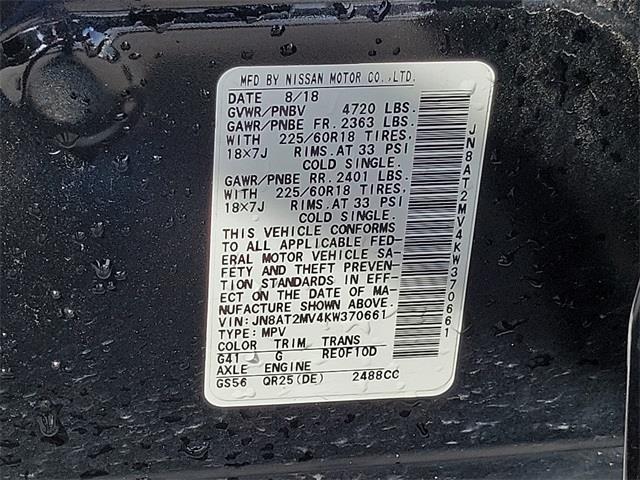 MFD BY NISSAN MOTOR CO.,LTD.
DATE 8/18
GVWR/PNBV 4720 LBS.
GAWR/PNBE FR. 2363 LBS.
WITH 225/60R18 TIRES,
18×7J RIMS.AT 33 PSI
COLD SINGLE.
GAWR/PNBE RR. 2401 LBS.
WITH 225/60R18 TIRES,
18×7J RIMS.AT 33 PSI
COLD SINGLE.
THIS VEHICLE CONFORMS
TO ALL APPLICABLE FED-
ERAL MOTOR VEHICLE SA-
FETY AND THEFT PREVEN-
TION STANDARDS IN EFF-
ECT ON THE DATE OF MA-
NUFACTURE SHOWN ABOVE.
VIN:JN8AT2MV4KW370661
TYPE:MPV
COLOR TRIM TRANS
G41 G RE0F10D
AXLE ENGINE
GS56 QR25(DE) 2488CC
JN8AT2MV4KW370661